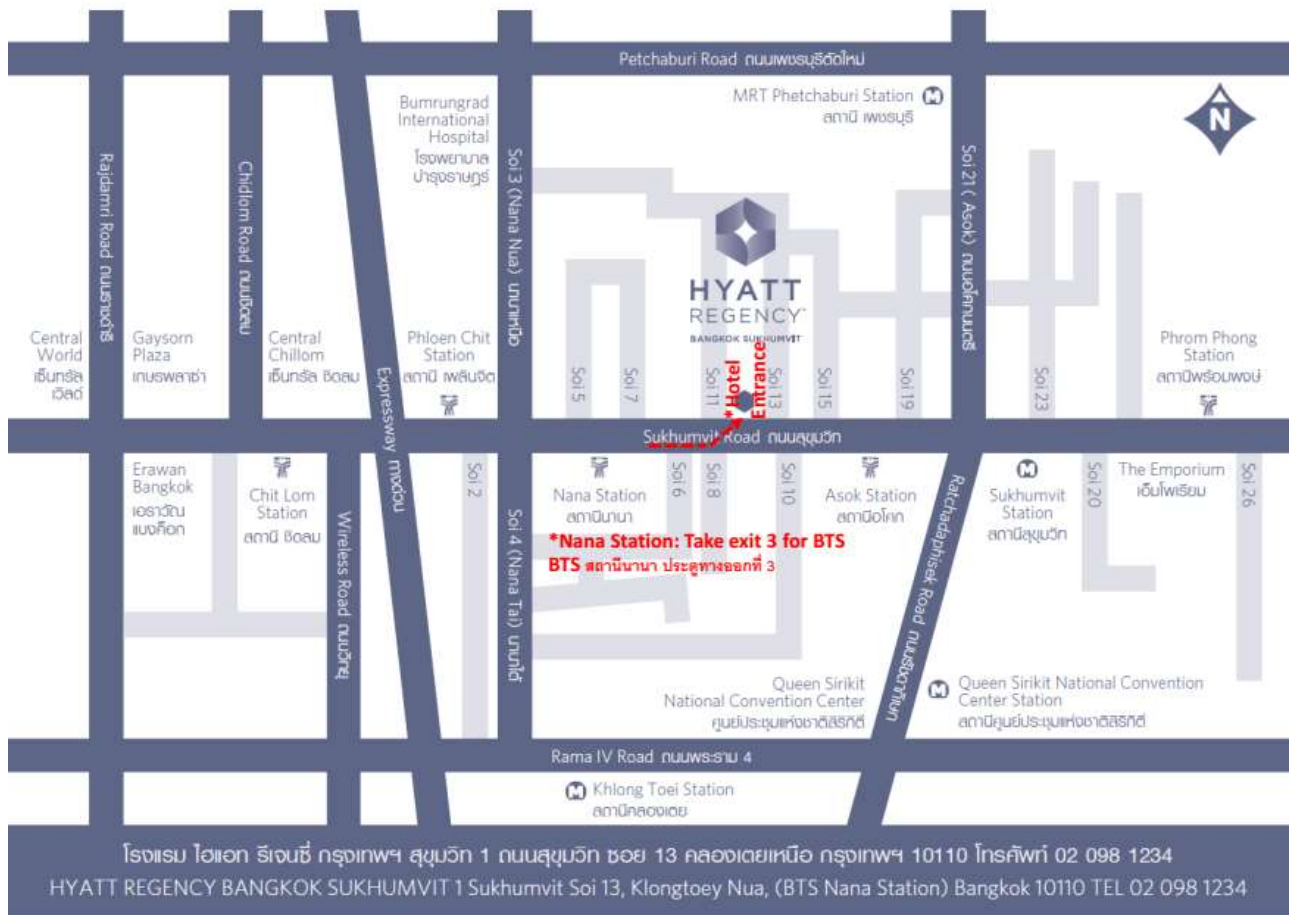 Petchaburi Road ถนนเพชรบุรีตัดใหม่
MRT Phetchaburi Station
สถานี เพชรบุรี
N
Bumrungrad
International
Hospital
โรงพยาบาล
บำรุงราษฎร์
Rajdamri Road ถนนราชดำริ
Chidlom Road ถนนชิดลม
Expressway ทางด่วน
Soi 3 (Nana Nua) นานาเหนือ
Soi 21 ( Asok) ถนนอโศกมนตรี
HYATT
REGENCY™
BANGKOK SUKHUMVIT
Central
World
เซ็นทรัล
เวิลด์
Gaysorn
Plaza
เกษรพลาซ่า
Central
Chillom
เซ็นทรัล ชิดลม
Phloen Chit
Station
สถานี เพลินจิต
Soi 5
Soi 7
Soi 11
*Hotel
Entrance
Soi 13
Soi 15
Soi 19
Soi 23
Phrom Phong
Station
สถานีพร้อมพงษ์
Sukhumvit Road ถนนสุขุมวิท
Erawan
Bangkok
เอราวัณ
แบงค็อก
Chit Lom
Station
สถานี ชิดลม
Wireless Road ถนนวิทยุ
Soi 2
Soi 4 (Nana Tai) นานาใต้
Nana Station
สถานีนานา
Soi 6
Soi 8
Soi 10
Asok Station
สถานีอโศก
Ratchadaphisek Road ถนนรัชดาภิเษก
Sukhumvit
Station
สถานีสุขุมวิท
Soi 20
The Emporium
เอ็มโพเรียม
Soi 26
*Nana Station: Take exit 3 for BTS
BTS สถานีนานา ประตูทางออกที่ 3
Queen Sirikit
National Convention Center
ศูนย์ประชุมแห่งชาติสิริกิติ์
Queen Sirikit National Convention
Center Station
สถานีศูนย์ประชุมแห่งชาติสิริกิติ์
Rama IV Road ถนนพระราม 4
Khlong Toei Station
สถานีคลองเตย
โรงแรม ไฮแอท รีเจนซี่ กรุงเทพฯ สุขุมวิท 1 ถนนสุขุมวิท ซอย 13 คลองเตยเหนือ กรุงเทพฯ 10110 โทรศัพท์ 02 098 1234
HYATT REGENCY BANGKOK SUKHUMVIT 1 Sukhumvit Soi 13, Klongtoey Nua, (BTS Nana Station) Bangkok 10110 TEL 02 098 1234